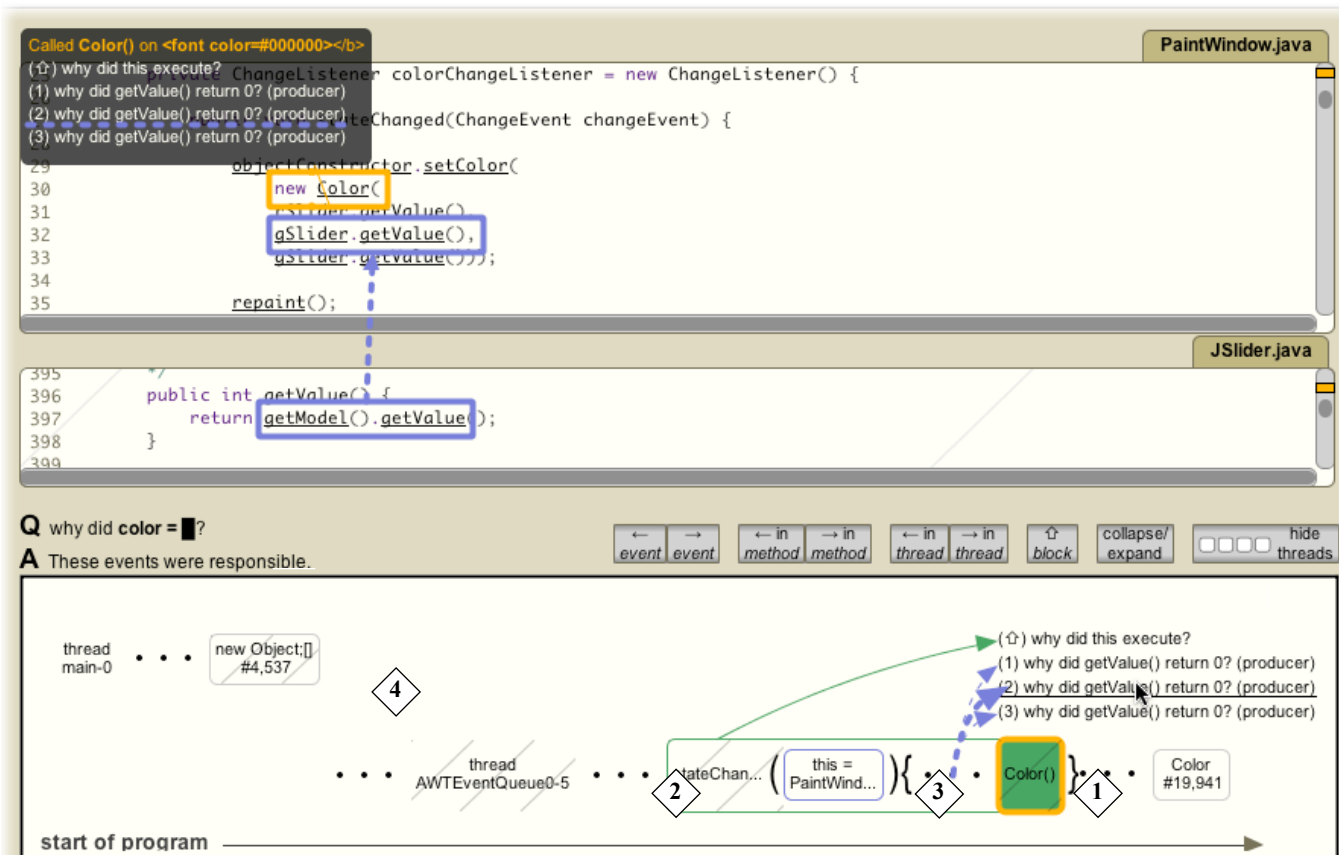 Called Color() on <font color=#000000></b>
PaintWindow.java
(⇧) why did this execute?
ChangeListener colorChangeListener = new ChangeListener() {
(1) why did getValue() return 0? (producer)
(2) why did getValue() return 0? (producer)
Changed(ChangeEvent changeEvent) {
(3) why did getValue() return 0? (producer)
29 objectConstructor.setColor(
30 new Color(
31 rSlider.getValue(),
32 gSlider.getValue(),
33 gSlider.getValue()));
34
35 repaint();
JSlider.java
395 */
396 public int getValue() {
397 return getModel().getValue();
398 }
399
Q why did color = ?
A These events were responsible.
← event
→ event
← in method
→ in method
← in thread
→ in thread
⇧ block
collapse/ expand
hide threads
thread main-0
new Object;[] #4,537
(⇧) why did this execute?
(1) why did getValue() return 0? (producer)
(2) why did getValue() return 0? (producer)
(3) why did getValue() return 0? (producer)
4
thread AWTEventQueue0-5
tateChan...
( this = PaintWind... ) {
Color()
}
Color #19,941
2
3
1
start of program